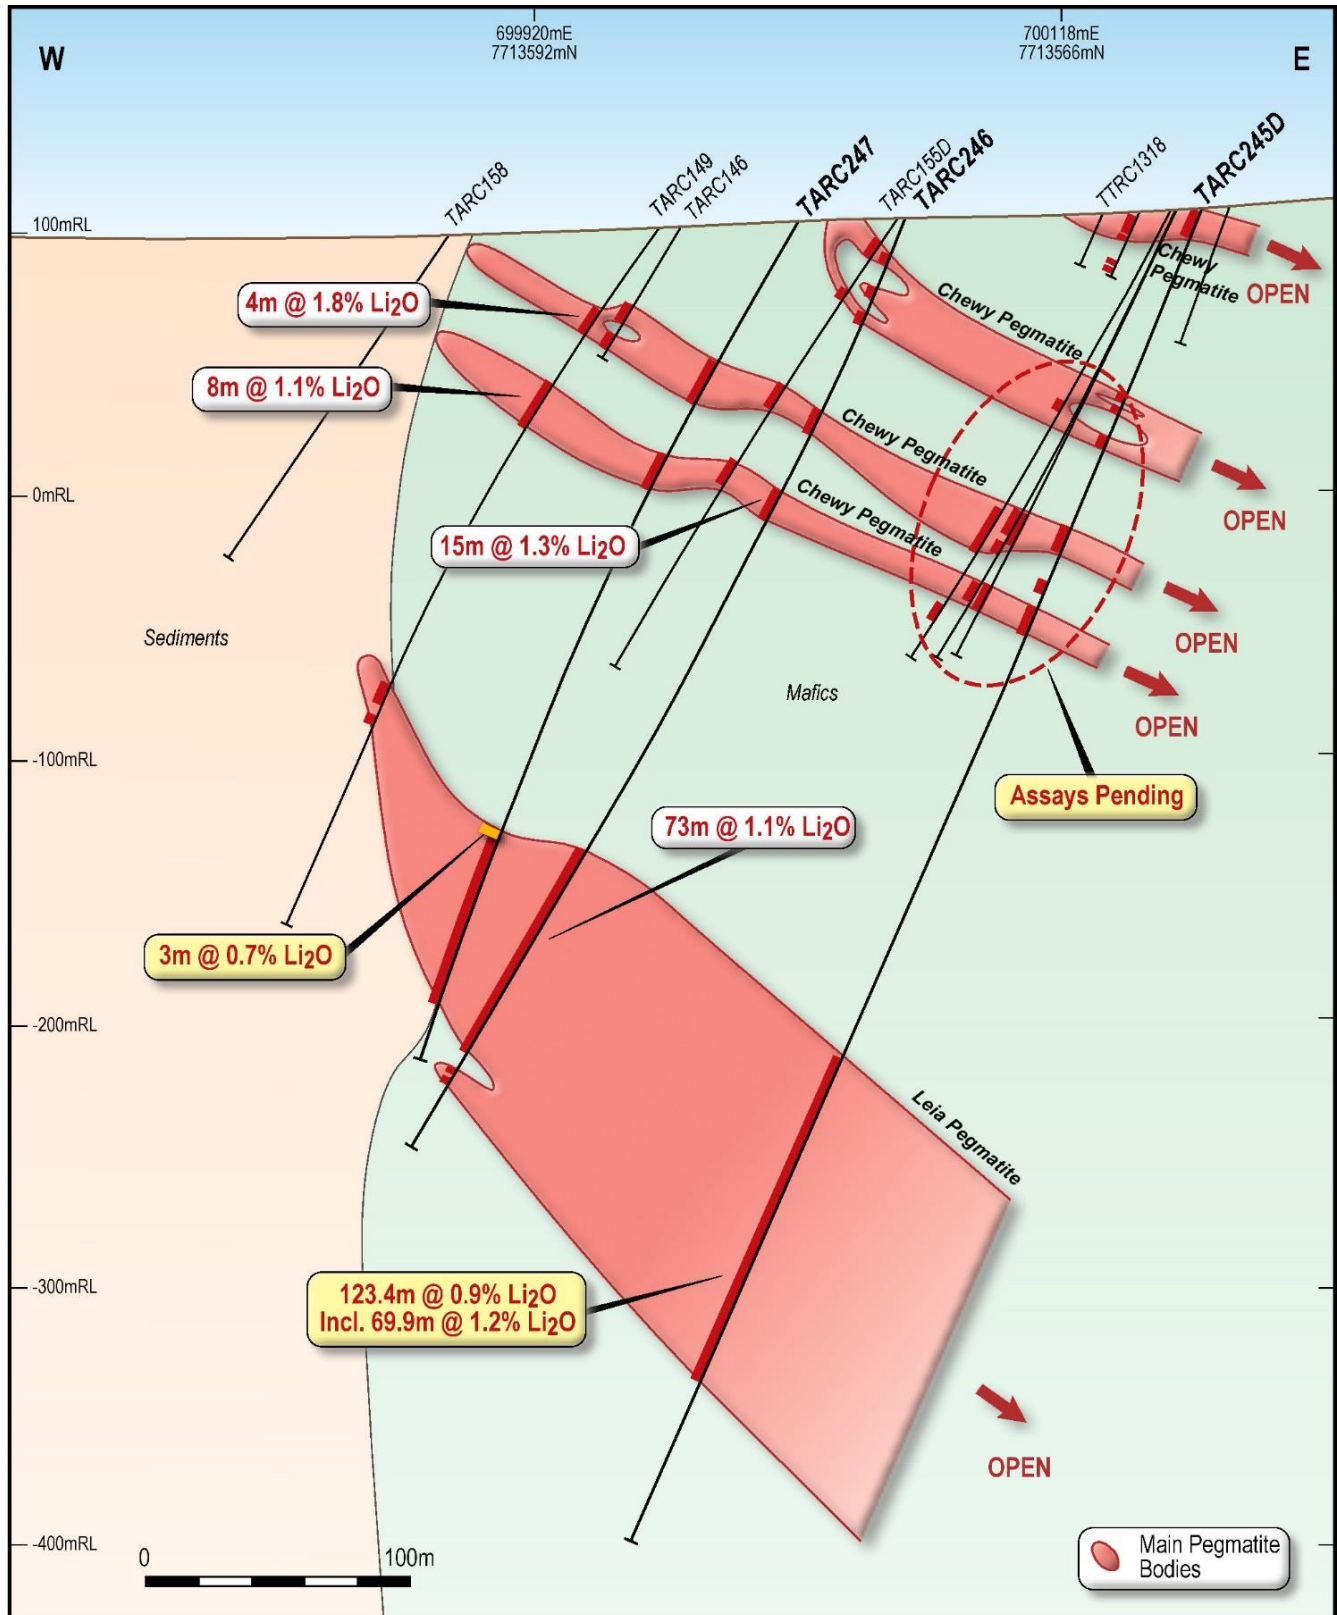 699920mE
7713592mN
700118mE
7713566mN
W
E
TARC158
TARC149
TARC146
TARC247
TARC155D
TARC246
TTRC1318
TARC245D
100mRL
Chewy
Pegmatite
OPEN
4m @ 1.8% Li2O
Chewy Pegmatite
8m @ 1.1% Li2O
Chewy Pegmatite
0mRL
Chewy Pegmatite
OPEN
15m @ 1.3% Li2O
Sediments
OPEN
Mafics
OPEN
-100mRL
Assays Pending
73m @ 1.1% Li2O
3m @ 0.7% Li2O
-200mRL
Leia Pegmatite
-300mRL
123.4m @ 0.9% Li2O
Incl. 69.9m @ 1.2% Li2O
OPEN
-400mRL
0
100m
Main Pegmatite
Bodies